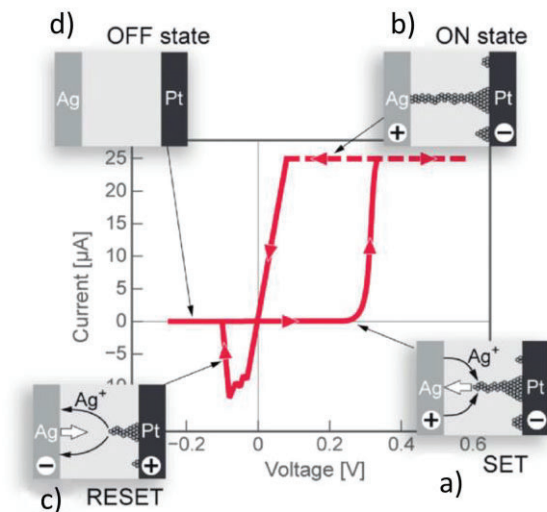 d)
OFF state
Ag
Pt
b)
ON state
Ag
Pt
+
−
25
20
15
10
5
0
−5
10
Current [µA]
−0.2
0
0.2
0.4
0.6
Voltage [V]
Ag+
Ag
Pt
−
+
c)
RESET
Ag+
Ag
Pt
+
−
SET
a)